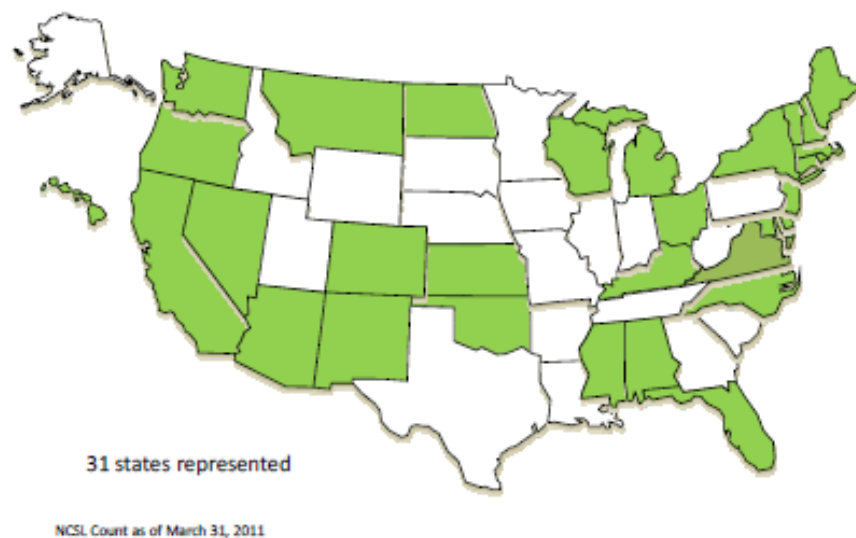 31 states represented
NCSL Count as of March 31, 2011